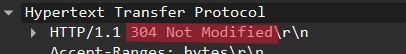 Hypertext Transfer Protocol
HTTP/1.1 304 Not Modified\r\n
Accept-Ranges: bytes\r\n